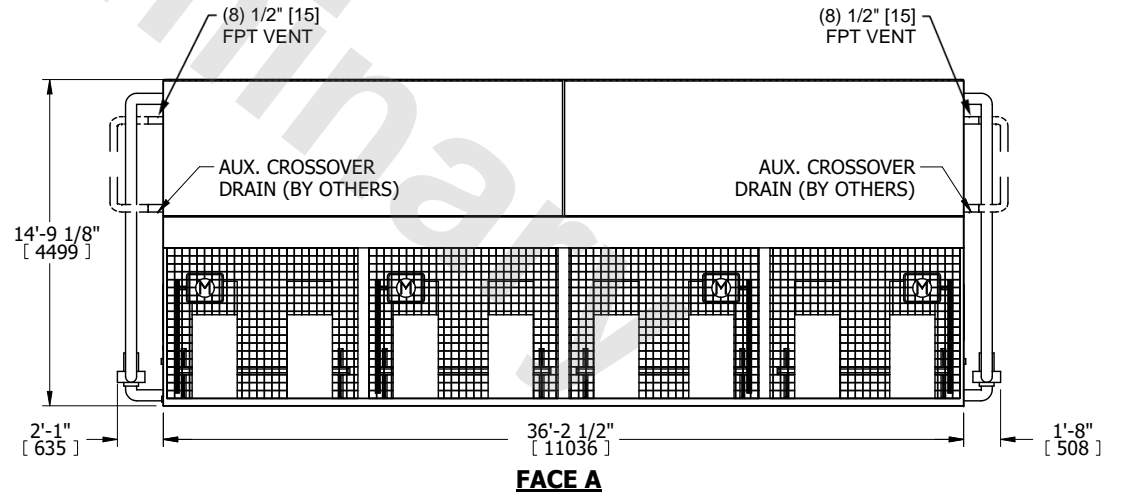 (8) 1/2" [15]
FPT VENT
(8) 1/2" [15]
FPT VENT
AUX. CROSSOVER
DRAIN (BY OTHERS)
AUX. CROSSOVER
DRAIN (BY OTHERS)
14'-9 1/8"
[ 4499 ]
M
M
M
M
2'-1"
[ 635 ]
36'-2 1/2"
[ 11036 ]
1'-8"
[ 508 ]
FACE A
inary